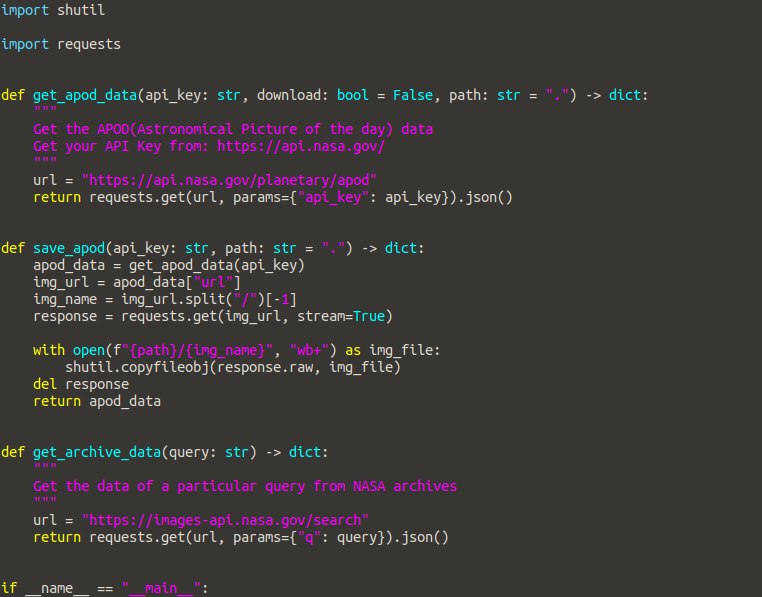 import shutil
import requests
def get_apod_data(api_key: str, download: bool = False, path: str = ".") -> dict:
"""
Get the APOD(Astronomical Picture of the day) data
Get your API Key from: https://api.nasa.gov/
"""
url = "https://api.nasa.gov/planetary/apod"
return requests.get(url, params={"api_key": api_key}).json()
def save_apod(api_key: str, path: str = ".") -> dict:
apod_data = get_apod_data(api_key)
img_url = apod_data["url"]
img_name = img_url.split("/")[-1]
response = requests.get(img_url, stream=True)
with open(f"{path}/{img_name}", "wb+") as img_file:
shutil.copyfileobj(response.raw, img_file)
del response
return apod_data
def get_archive_data(query: str) -> dict:
"""
Get the data of a particular query from NASA archives
"""
url = "https://images-api.nasa.gov/search"
return requests.get(url, params={"q": query}).json()
if __name__ == "__main__":